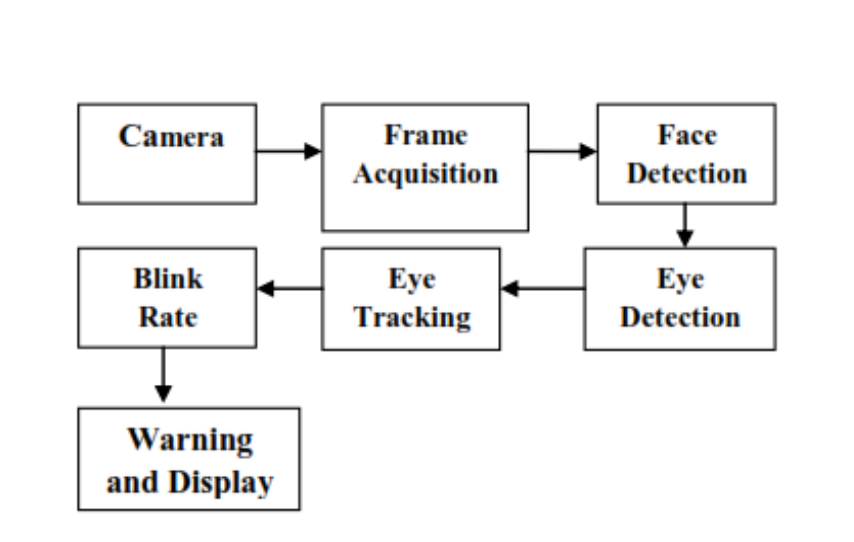 Camera
Frame
Acquisition
Face
Detection
Blink
Rate
Eye
Tracking
Eye
Detection
Warning
and Display